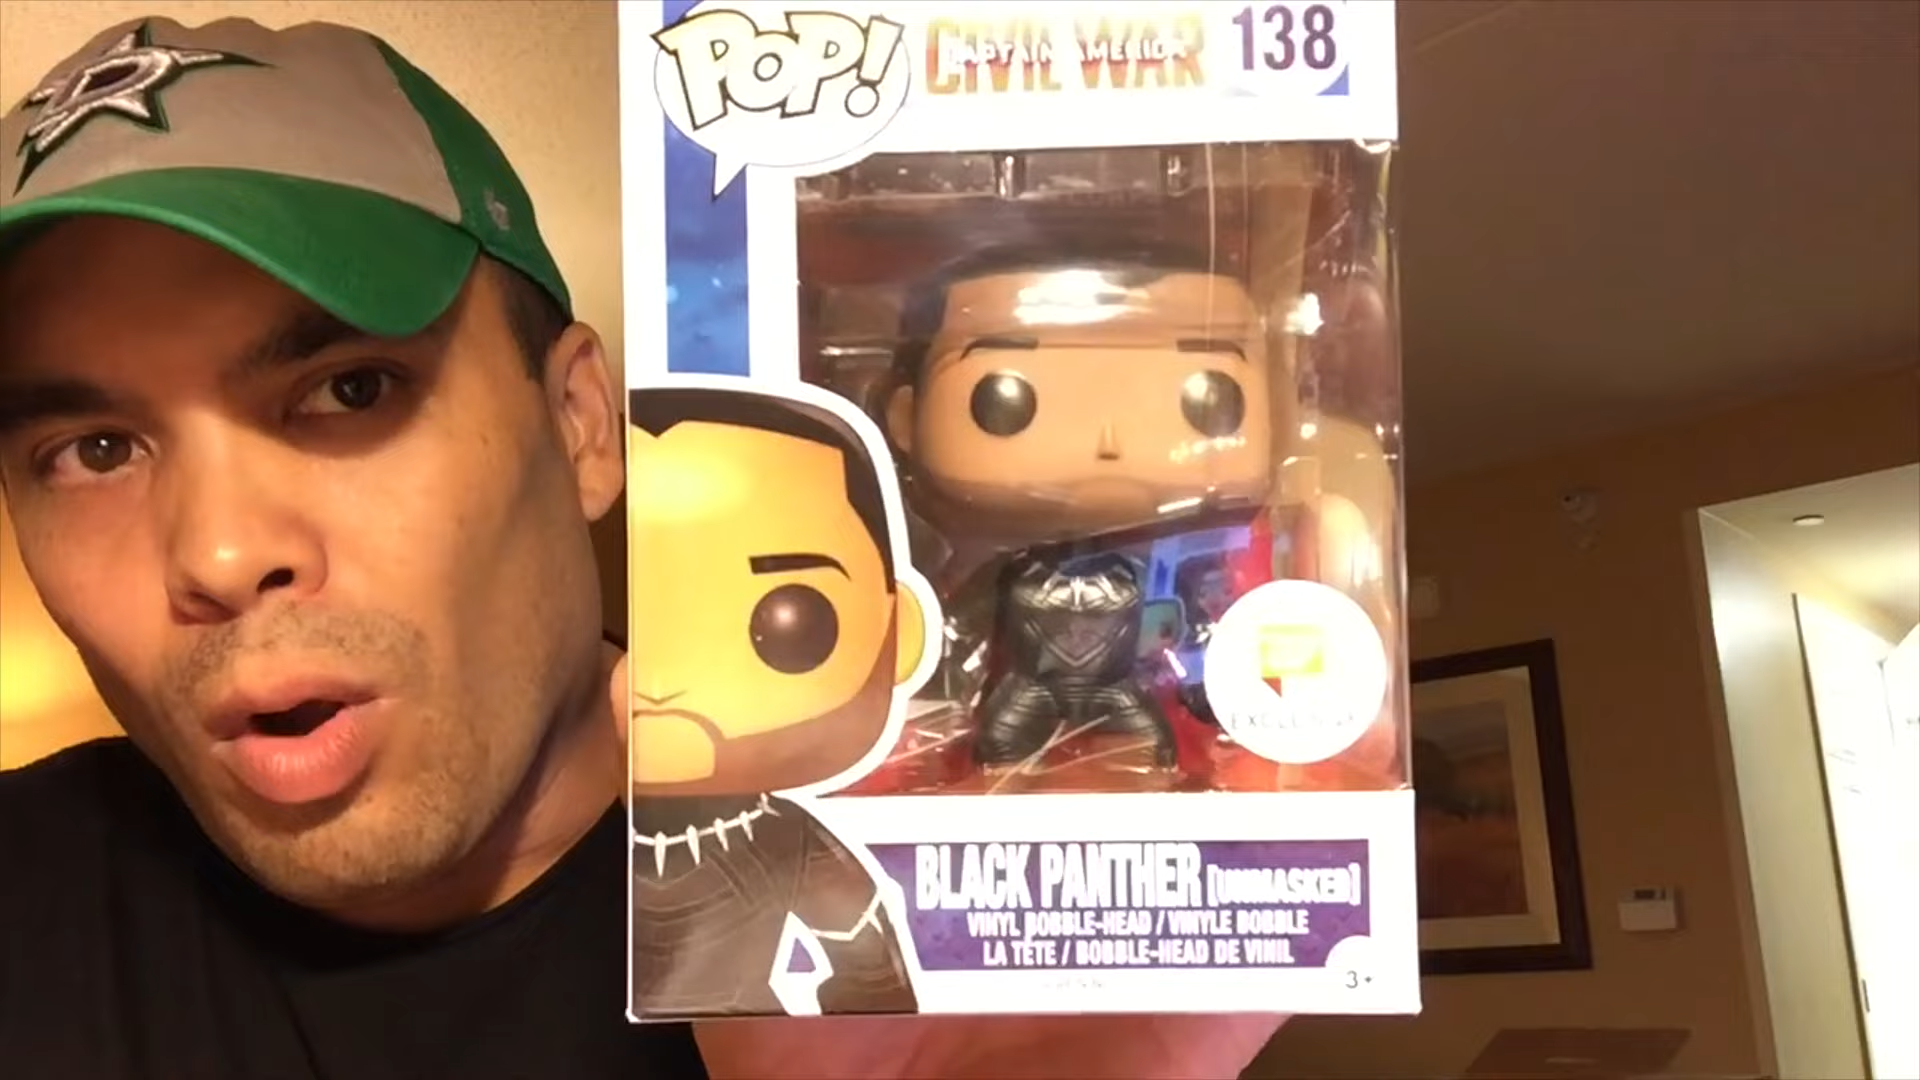 POP!
CAPTAIN AMERICA
CIVIL WAR
138
EXCLUSIVE
BLACK PANTHER [UNMASKED]
VINYL BOBBLE-HEAD / VINYLE BOBBLE
LA TÊTE / BOBBLE-HEAD DE VINIL
3+